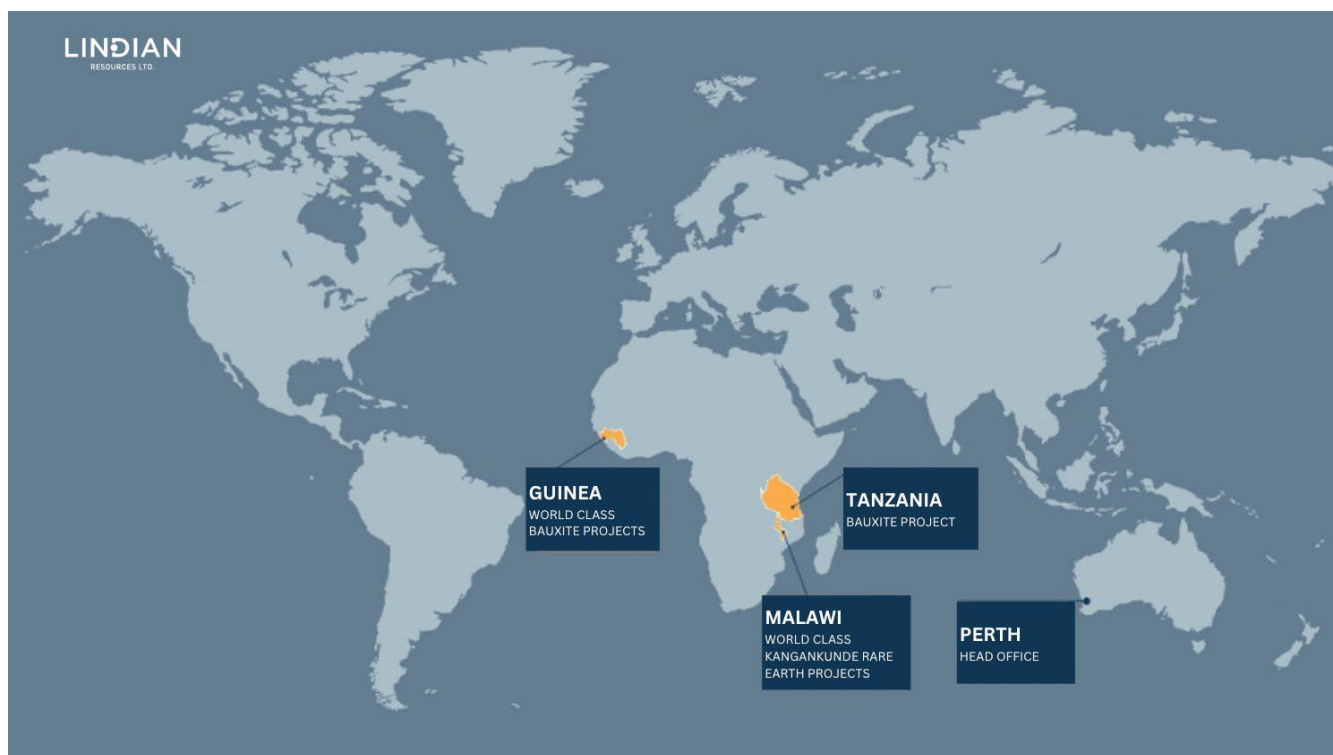 LINDIAN
RESOURCES LTD.
GUINEA
WORLD CLASS
BAUXITE PROJECTS
TANZANIA
BAUXITE PROJECT
MALAWI
WORLD CLASS
KANGANKUNDE RARE
EARTH PROJECTS
PERTH
HEAD OFFICE